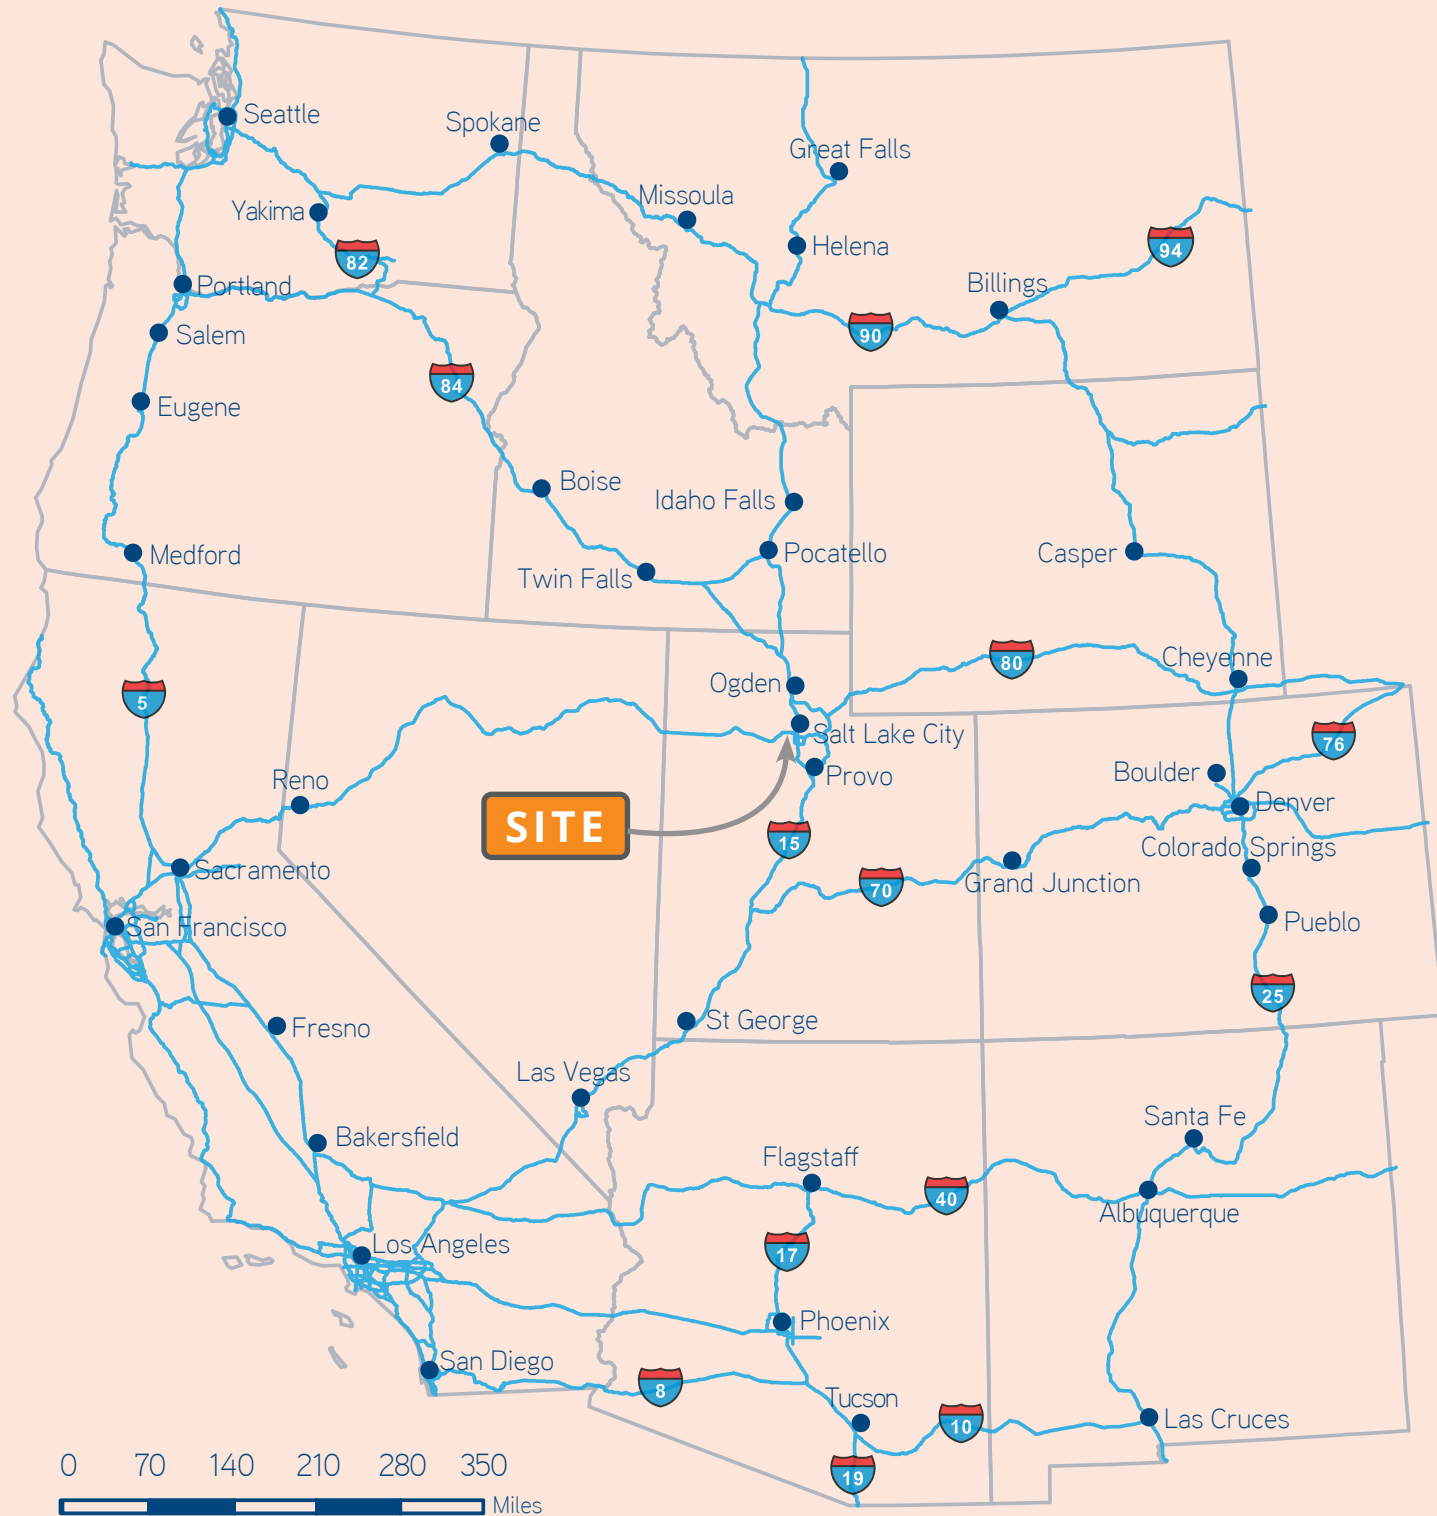 Seattle
Spokane
Great Falls
Missoula
Yakima
Helena
94
82
Billings
Portland
90
Salem
84
Eugene
Boise
Idaho Falls
Medford
Pocatello
Casper
Twin Falls
80
Cheyenne
Ogden
5
Salt Lake City
76
Reno
Provo
Boulder
Denver
SITE
15
Colorado Springs
Sacramento
70
Grand Junction
San Francisco
Pueblo
25
St George
Fresno
Las Vegas
Santa Fe
Bakersfield
Flagstaff
40
Albuquerque
Los Angeles
17
Phoenix
San Diego
8
Tucson
10
Las Cruces
19
0 70 140 210 280 350
Miles